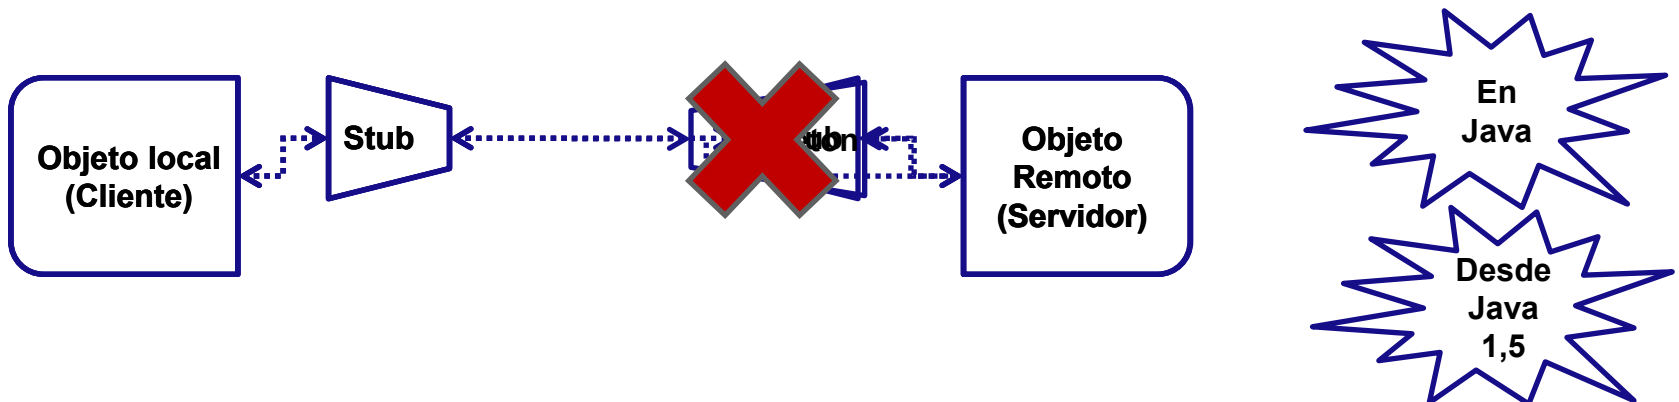 Objeto local
(Cliente)
Stub
Objeto
Remoto
(Servidor)
En
Java
Desde
Java
1,5